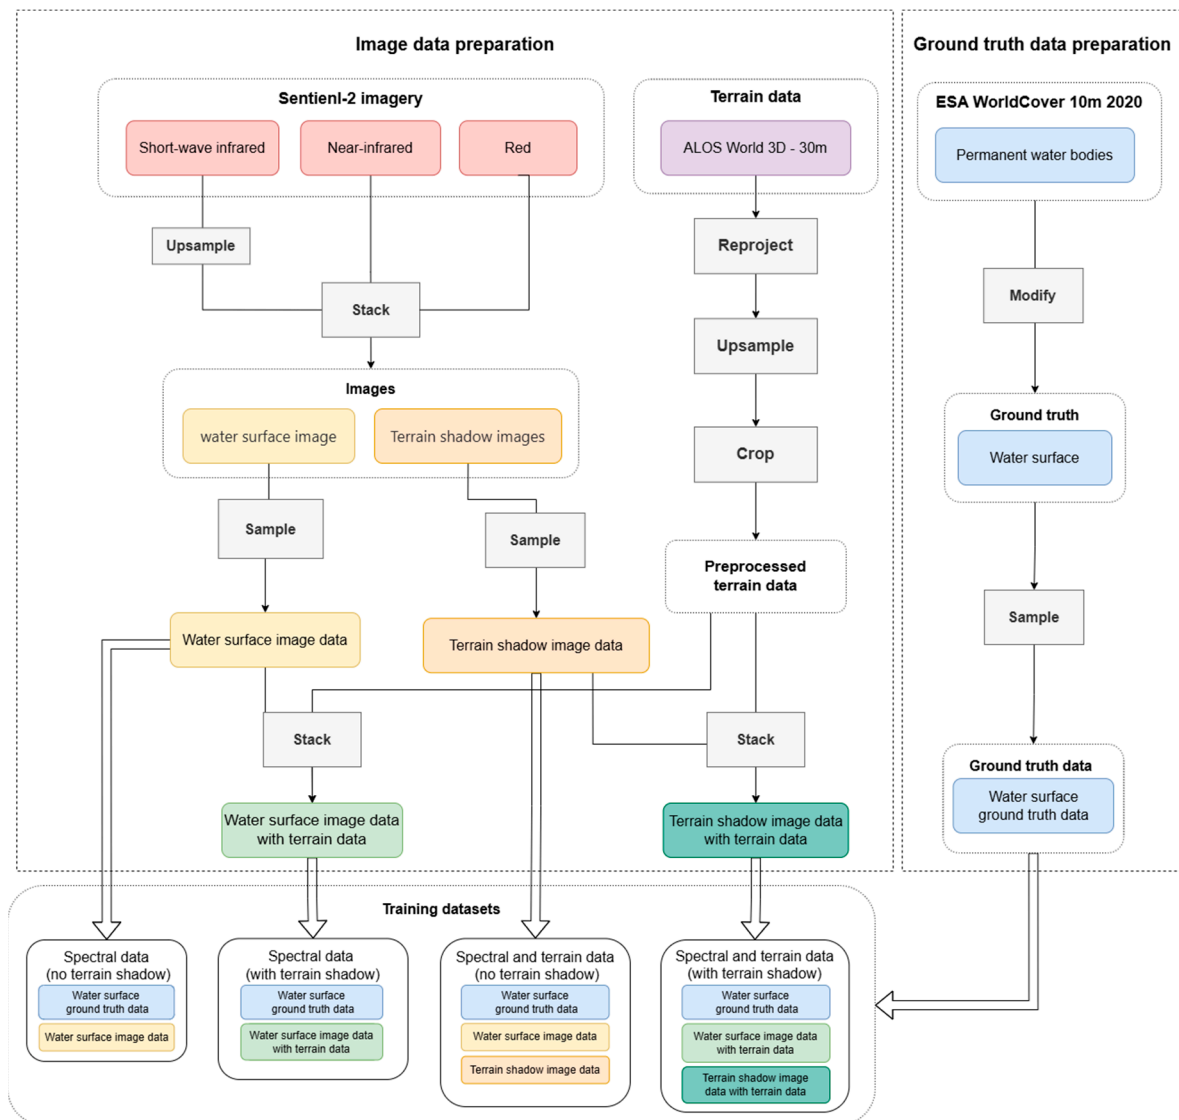 Image data preparation
Sentienl-2 imagery
Short-wave infrared
Near-infrared
Red
Upsample
Stack
Images
water surface image
Terrain shadow images
Sample
Sample
Water surface image data
Terrain shadow image data
Stack
Water surface image data
with terrain data
Terrain data
ALOS World 3D - 30m
Reproject
Upsample
Crop
Preprocessed
terrain data
Stack
Terrain shadow image data
with terrain data
Ground truth data preparation
ESA WorldCover 10m 2020
Permanent water bodies
Modify
Ground truth
Water surface
Sample
Ground truth data
Water surface
ground truth data
Training datasets
Spectral data
(no terrain shadow)
Water surface
ground truth data
Water surface image data
Spectral data
(with terrain shadow)
Water surface
ground truth data
Water surface image data
with terrain data
Spectral and terrain data
(no terrain shadow)
Water surface
ground truth data
Water surface image data
Terrain shadow image data
Spectral and terrain data
(with terrain shadow)
Water surface
ground truth data
Water surface image data
with terrain data
Terrain shadow image
data with terrain data